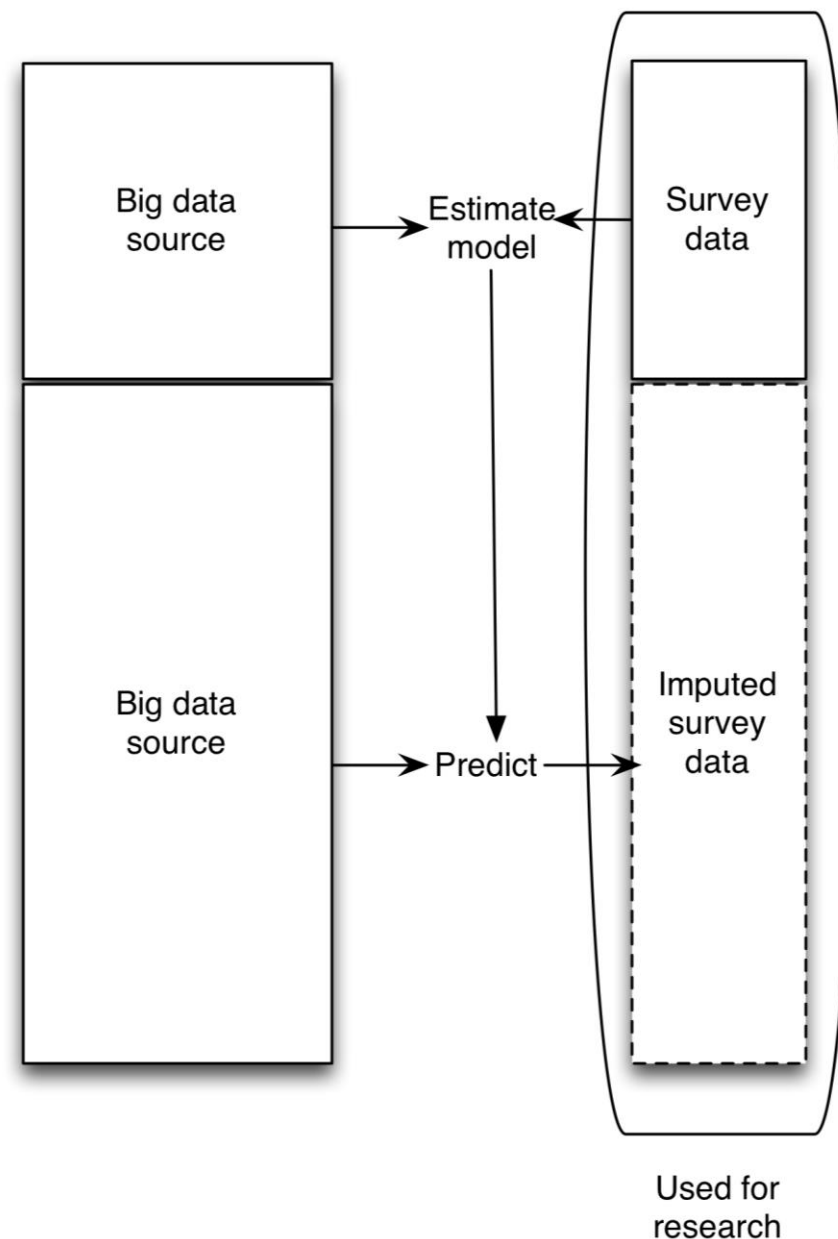 Big data
source
Estimate
model
Survey
data
Big data
source
Predict
Imputed
survey
data
Used for
research